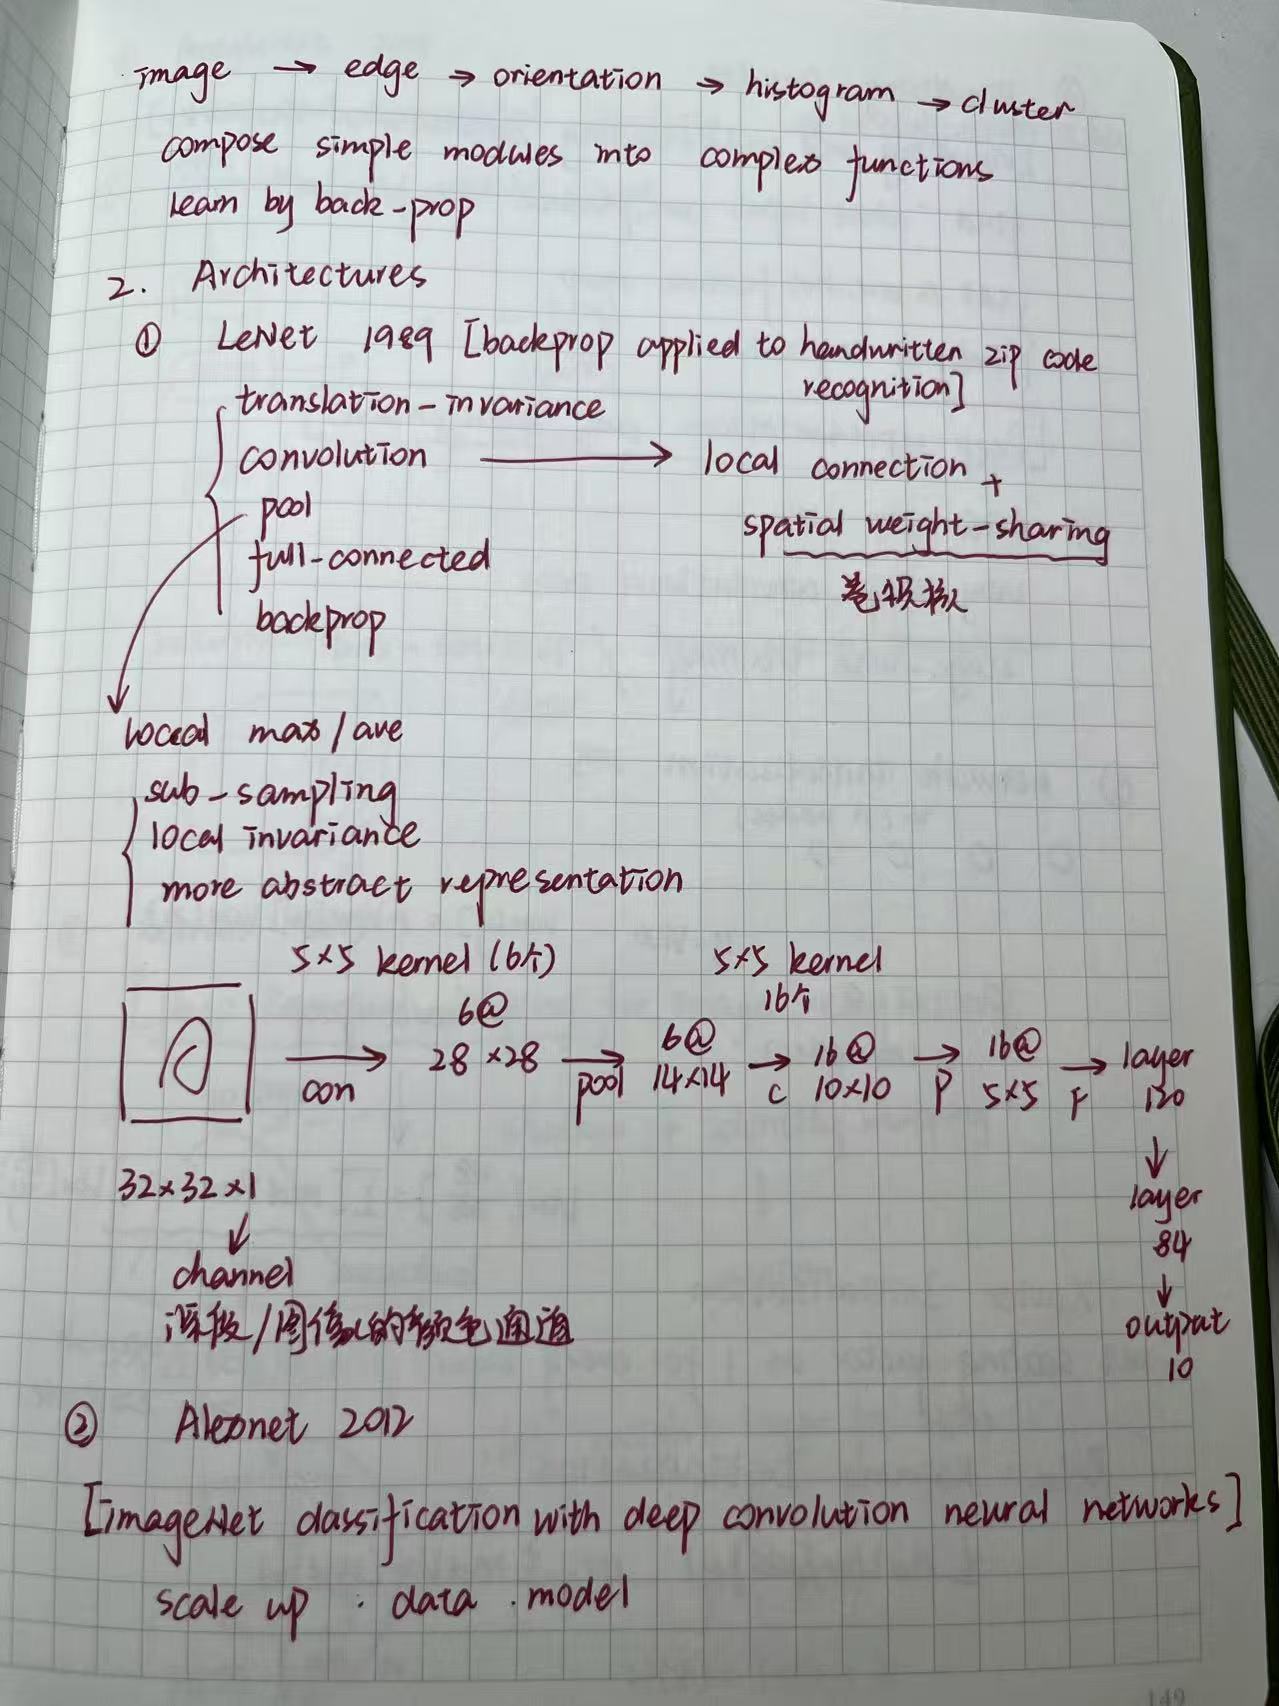 image → edge → orientation → histogram → cluster
compose simple modules into complex functions
learn by back-prop
2. Architectures
① LeNet 1989 [backprop applied to handwritten zip code
recognition]
translation-invariance
convolution → local connection +
pool
spatial weight-sharing
full-connected
卷积核
backprop
local max/ave
sub-sampling
local invariance
more abstract representation
5×5 kernel (6个) 5×5 kernel
16个
6@
28×28 → pool 6@ 14×14 → C 16@ 10×10 → P 16@ 5×5 → F layer 120
con
32×32×1
↓ layer
84
channel
深度/图像的颜色通道
↓ output
10
② Alexnet 2012
[imageNet classification with deep convolution neural networks]
scale up : data . model